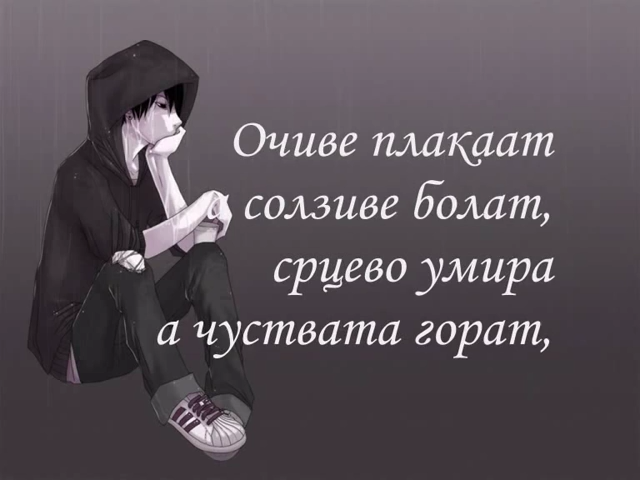 Очиве плакаат
а солзиве болат,
срцево умира
а чуствата горат,